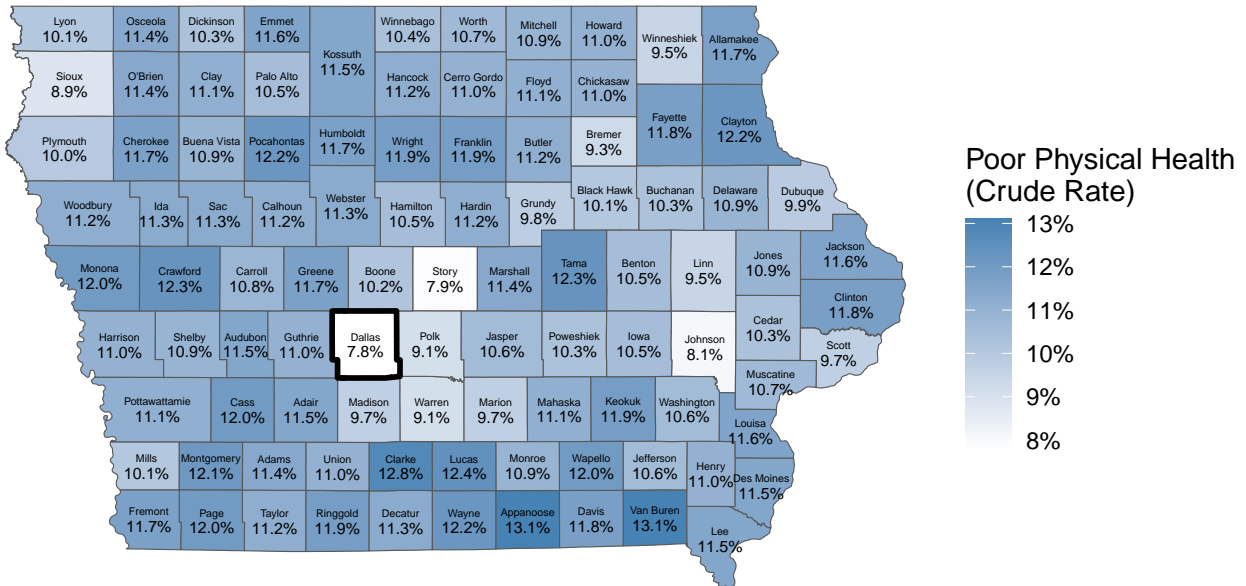 Lyon
10.1%
Osceola
11.4%
Dickinson
10.3%
Emmet
11.6%
Kossuth
11.5%
Winnebago
10.4%
Worth
10.7%
Mitchell
10.9%
Howard
11.0%
Winneshiek
9.5%
Allamakee
11.7%
Sioux
8.9%
O'Brien
11.4%
Clay
11.1%
Palo Alto
10.5%
Hancock
11.2%
Cerro Gordo
11.0%
Floyd
11.1%
Chickasaw
11.0%
Fayette
11.8%
Clayton
12.2%
Plymouth
10.0%
Cherokee
11.7%
Buena Vista
10.9%
Pocahontas
12.2%
Humboldt
11.7%
Wright
11.9%
Franklin
11.9%
Butler
11.2%
Bremer
9.3%
Woodbury
11.2%
Ida
11.3%
Sac
11.3%
Calhoun
11.2%
Webster
11.3%
Hamilton
10.5%
Hardin
11.2%
Grundy
9.8%
Black Hawk
10.1%
Buchanan
10.3%
Delaware
10.9%
Dubuque
9.9%
Monona
12.0%
Crawford
12.3%
Carroll
10.8%
Greene
11.7%
Boone
10.2%
Story
7.9%
Marshall
11.4%
Tama
12.3%
Benton
10.5%
Linn
9.5%
Jones
10.9%
Jackson
11.6%
Clinton
11.8%
Harrison
11.0%
Shelby
10.9%
Audubon
11.5%
Guthrie
11.0%
Dallas
7.8%
Polk
9.1%
Jasper
10.6%
Poweshiek
10.3%
Iowa
10.5%
Johnson
8.1%
Cedar
10.3%
Scott
9.7%
Muscatine
10.7%
Pottawattamie
11.1%
Cass
12.0%
Adair
11.5%
Madison
9.7%
Warren
9.1%
Marion
9.7%
Mahaska
11.1%
Keokuk
11.9%
Washington
10.6%
Louisa
11.6%
Mills
10.1%
Montgomery
12.1%
Adams
11.4%
Union
11.0%
Clarke
12.8%
Lucas
12.4%
Monroe
10.9%
Wapello
12.0%
Jefferson
10.6%
Henry
11.0%
Des Moines
11.5%
Fremont
11.7%
Page
12.0%
Taylor
11.2%
Ringgold
11.9%
Decatur
11.3%
Wayne
12.2%
Appanoose
13.1%
Davis
11.8%
Van Buren
13.1%
Lee
11.5%
Poor Physical Health
(Crude Rate)
13%
12%
11%
10%
9%
8%